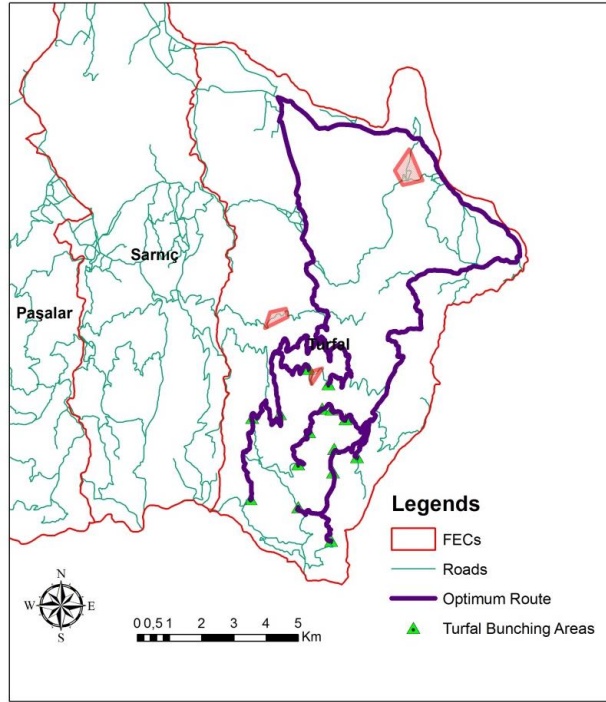 Sarnıç
Paşalar
Turfal
Legends
FECs
Roads
Optimum Route
Turfal Bunching Areas
N
W
E
S
0 0,5 1 2 3 4 5
Km